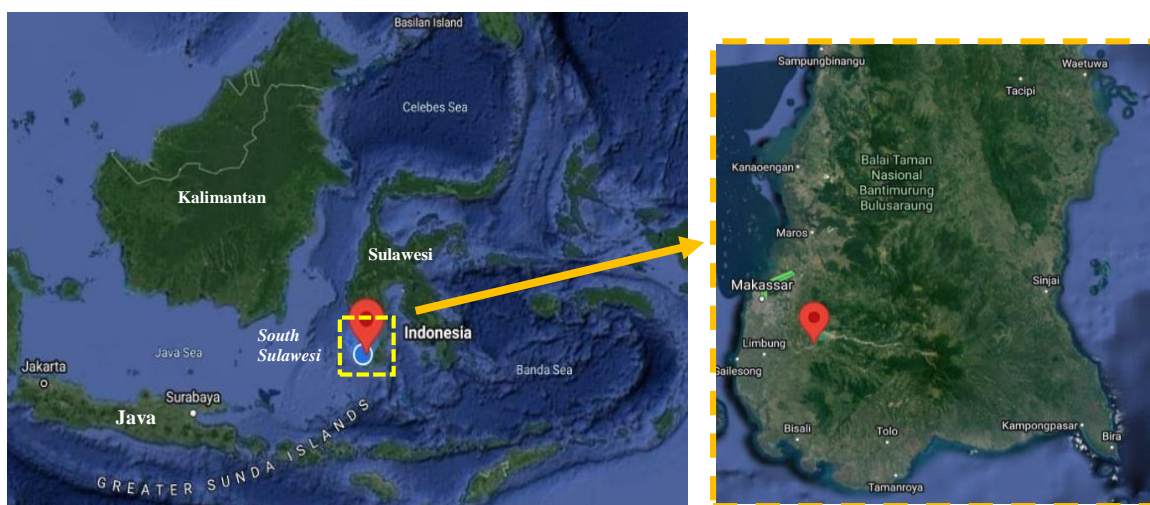 Basilan Island
Celebes Sea
Kalimantan
Sulawesi
South
Sulawesi
Indonesia
Java Sea
Banda Sea
Jakarta
Surabaya
Java
GREATER SUNDA ISLANDS
Sampungbinangu
Waetuwa
Tacipi
Kanaoengan
Balai Taman
Nasional
Bantimurung
Bulusaraung
Maros
Sinjai
Makassar
Limbung
Sailesong
Bisali
Tolo
Kampongpasar
Bira
Tamanroya